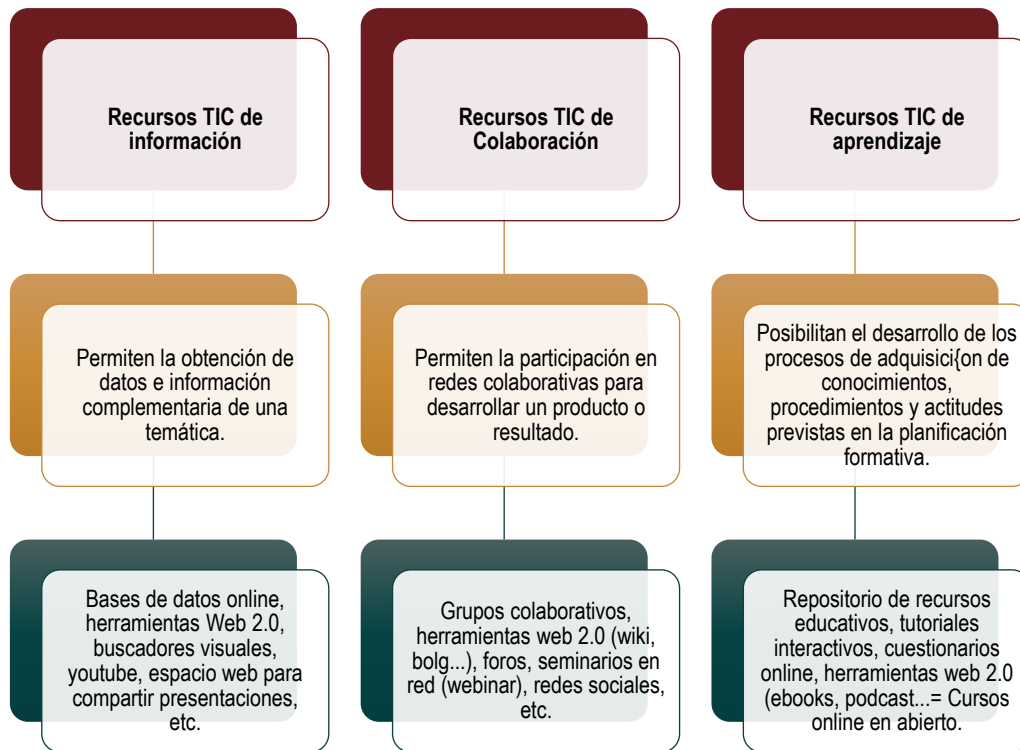 Recursos TIC de
información
Recursos TIC de
Colaboración
Recursos TIC de
aprendizaje
Permiten la obtención de
datos e información
complementaria de una
temática.
Permiten la participación en
redes colaborativas para
desarrollar un producto o
resultado.
Posibilitan el desarrollo de los
procesos de adquisici{on de
conocimientos,
procedimientos y actitudes
previstas en la planificación
formativa.
Bases de datos online,
herramientas Web 2.0,
buscadores visuales,
youtube, espacio web para
compartir presentaciones,
etc.
Grupos colaborativos,
herramientas web 2.0 (wiki,
bolg...), foros, seminarios en
red (webinar), redes sociales,
etc.
Repositorio de recursos
educativos, tutoriales
interactivos, cuestionarios
online, herramientas web 2.0
(ebooks, podcast...= Cursos
online en abierto.